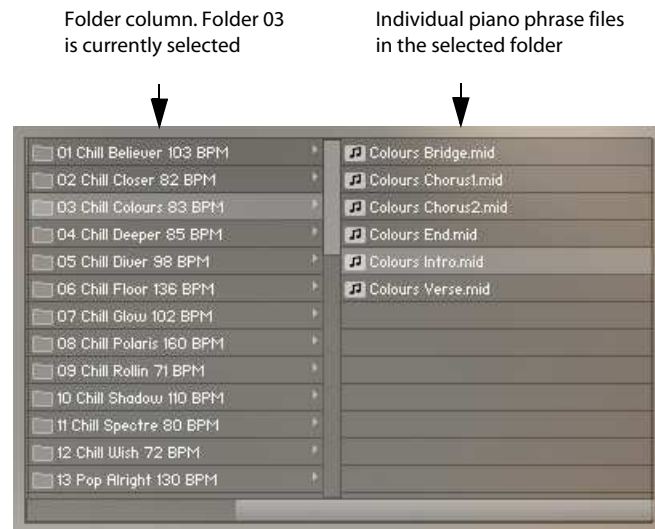 Folder column. Folder 03
is currently selected
Individual piano phrase files
in the selected folder
01 Chill Believer 103 BPM
02 Chill Closer 82 BPM
03 Chill Colours 83 BPM
04 Chill Deeper 85 BPM
05 Chill Diver 98 BPM
06 Chill Floor 136 BPM
07 Chill Glow 102 BPM
08 Chill Polaris 160 BPM
09 Chill Rollin 71 BPM
10 Chill Shadow 110 BPM
11 Chill Spectre 80 BPM
12 Chill Wish 72 BPM
13 Pop Alright 130 BPM
Colours Bridge.mid
Colours Chorus1.mid
Colours Chorus2.mid
Colours End.mid
Colours Intro.mid
Colours Verse.mid